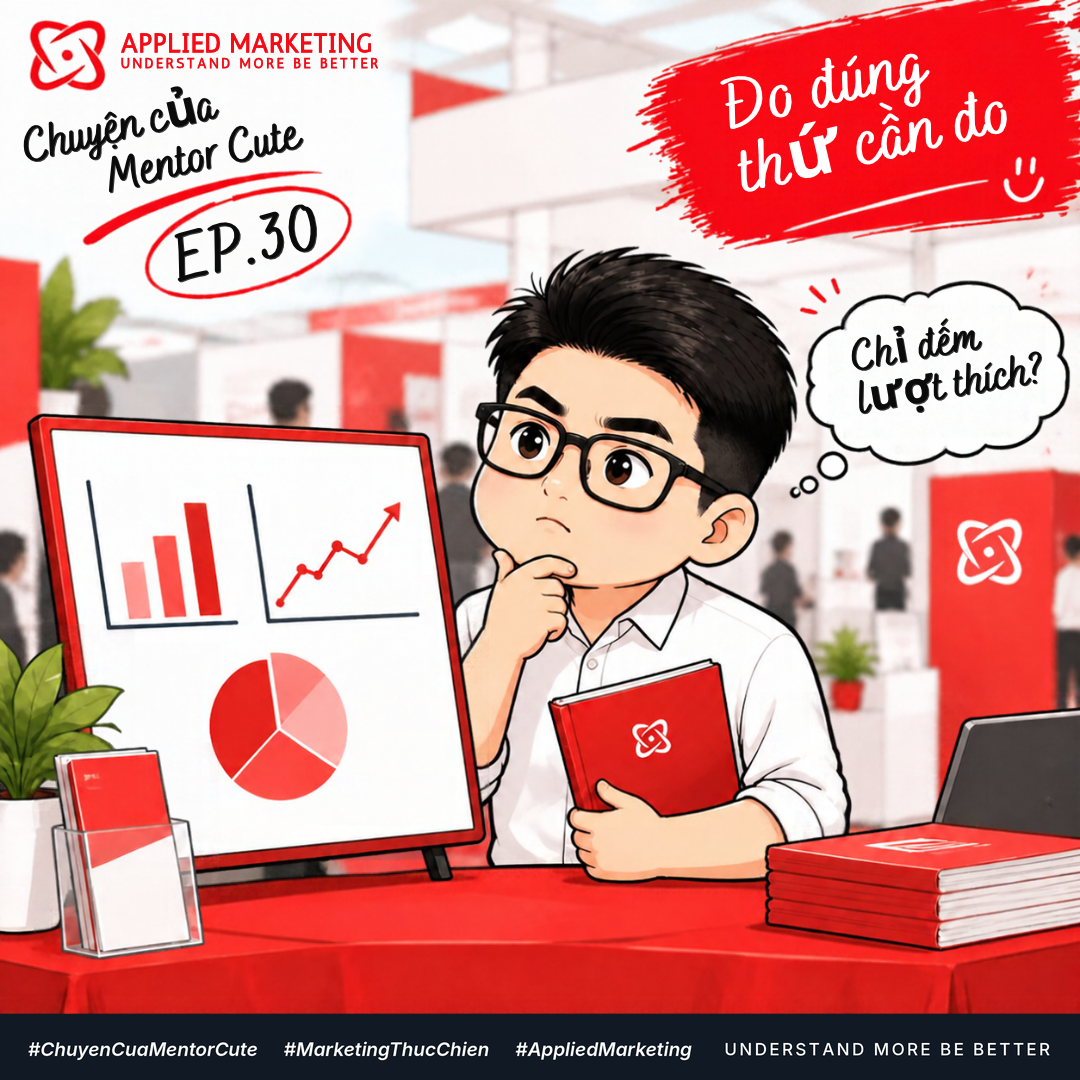 APPLIED MARKETING
UNDERSTAND MORE BE BETTER
Chuyện của
Mentor Cute
EP.30
Đo đúng
thứ cần đo
Chỉ đếm
lượt thích?
#ChuyenCuaMentorCute #MarketingThucChien #AppliedMarketing UNDERSTAND MORE BE BETTER